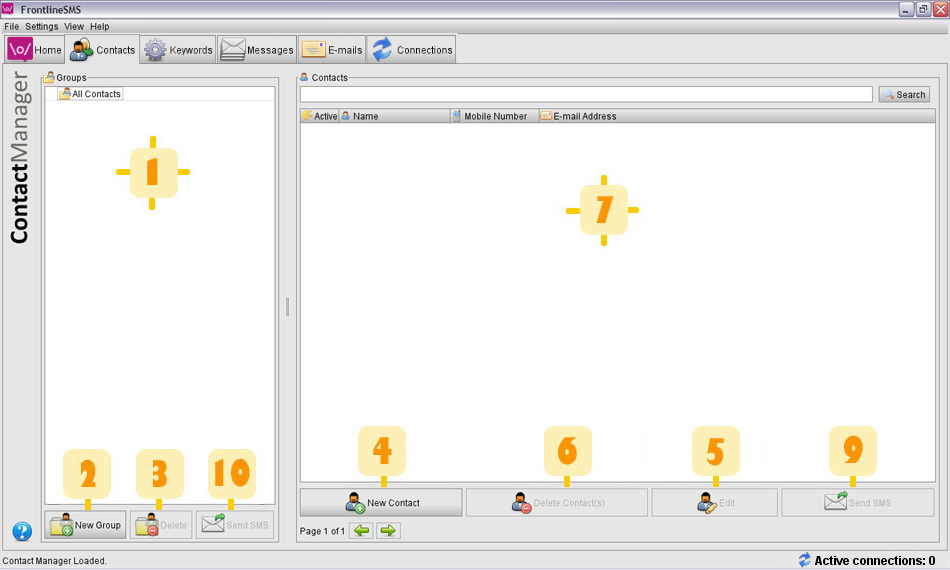 FrontlineSMS
File Settings View Help
\o/ Home Contacts Keywords Messages E-mails Connections
ContactManager
Groups
All Contacts
1
2 3 10
New Group Delete Send SMS
Contacts
Search
Active Name Mobile Number E-mail Address
7
4 6 5 9
New Contact Delete Contact(s) Edit Send SMS
Page 1 of 1
?
Contact Manager Loaded.
Active connections: 0